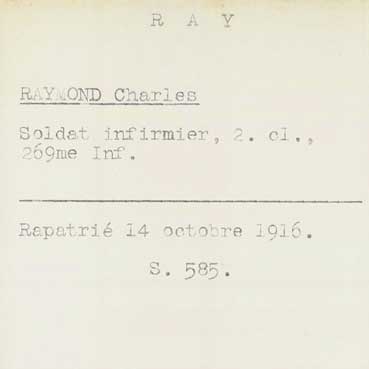 R A Y
RAYMOND Charles
Soldat infirmier, 2. cl.,
269me Inf.
Rapatrié 14 octobre 1916.
S. 585.